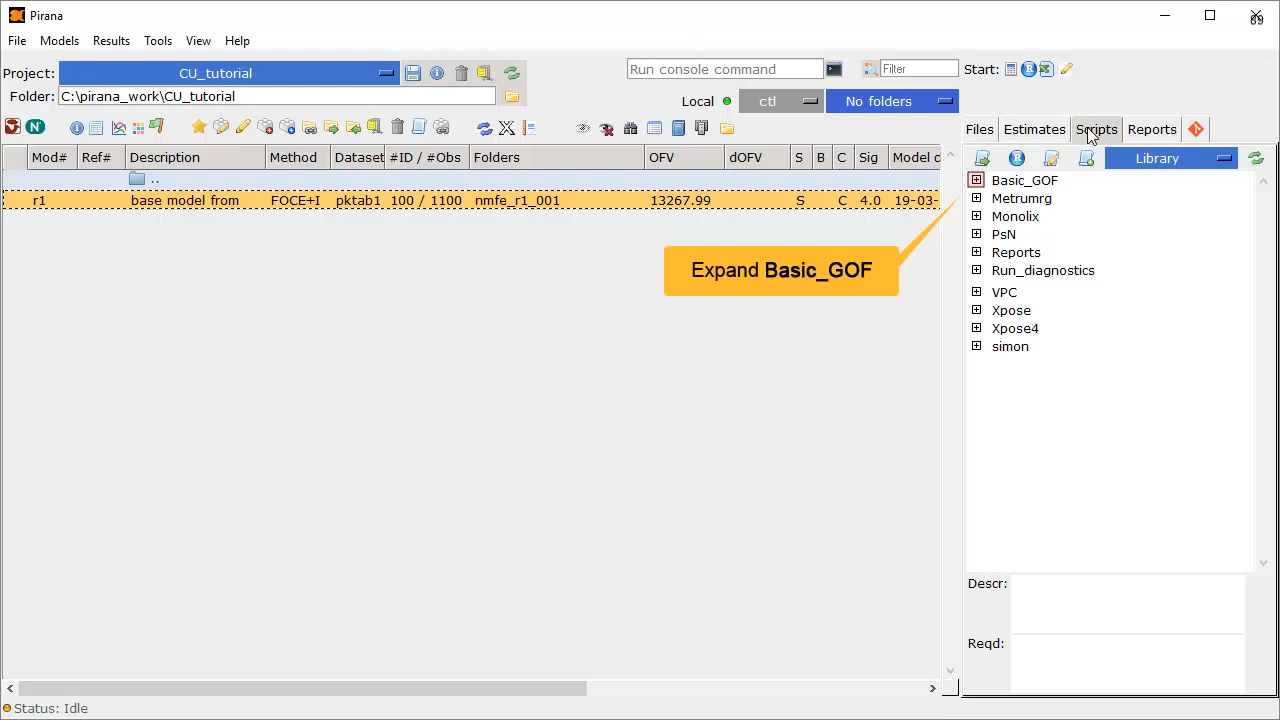 Pirana
File Models Results Tools View Help
Project: CU_tutorial
Folder: C:\pirana_work\CU_tutorial
Run console command
Filter
Start:
Local ctl No folders
Files Estimates Scripts Reports
Library
Mod# Ref# Description Method Dataset #ID / #Obs Folders OFV dOFV S B C Sig Model d
..
r1 base model from FOCE+I pktab1 100 / 1100 nmfe_r1_001 13267.99 S C 4.0 19-03-
Expand Basic_GOF
Basic_GOF
Metrumrg
Monolix
PsN
Reports
Run_diagnostics
VPC
Xpose
Xpose4
simon
Descr:
Reqd:
Status: Idle